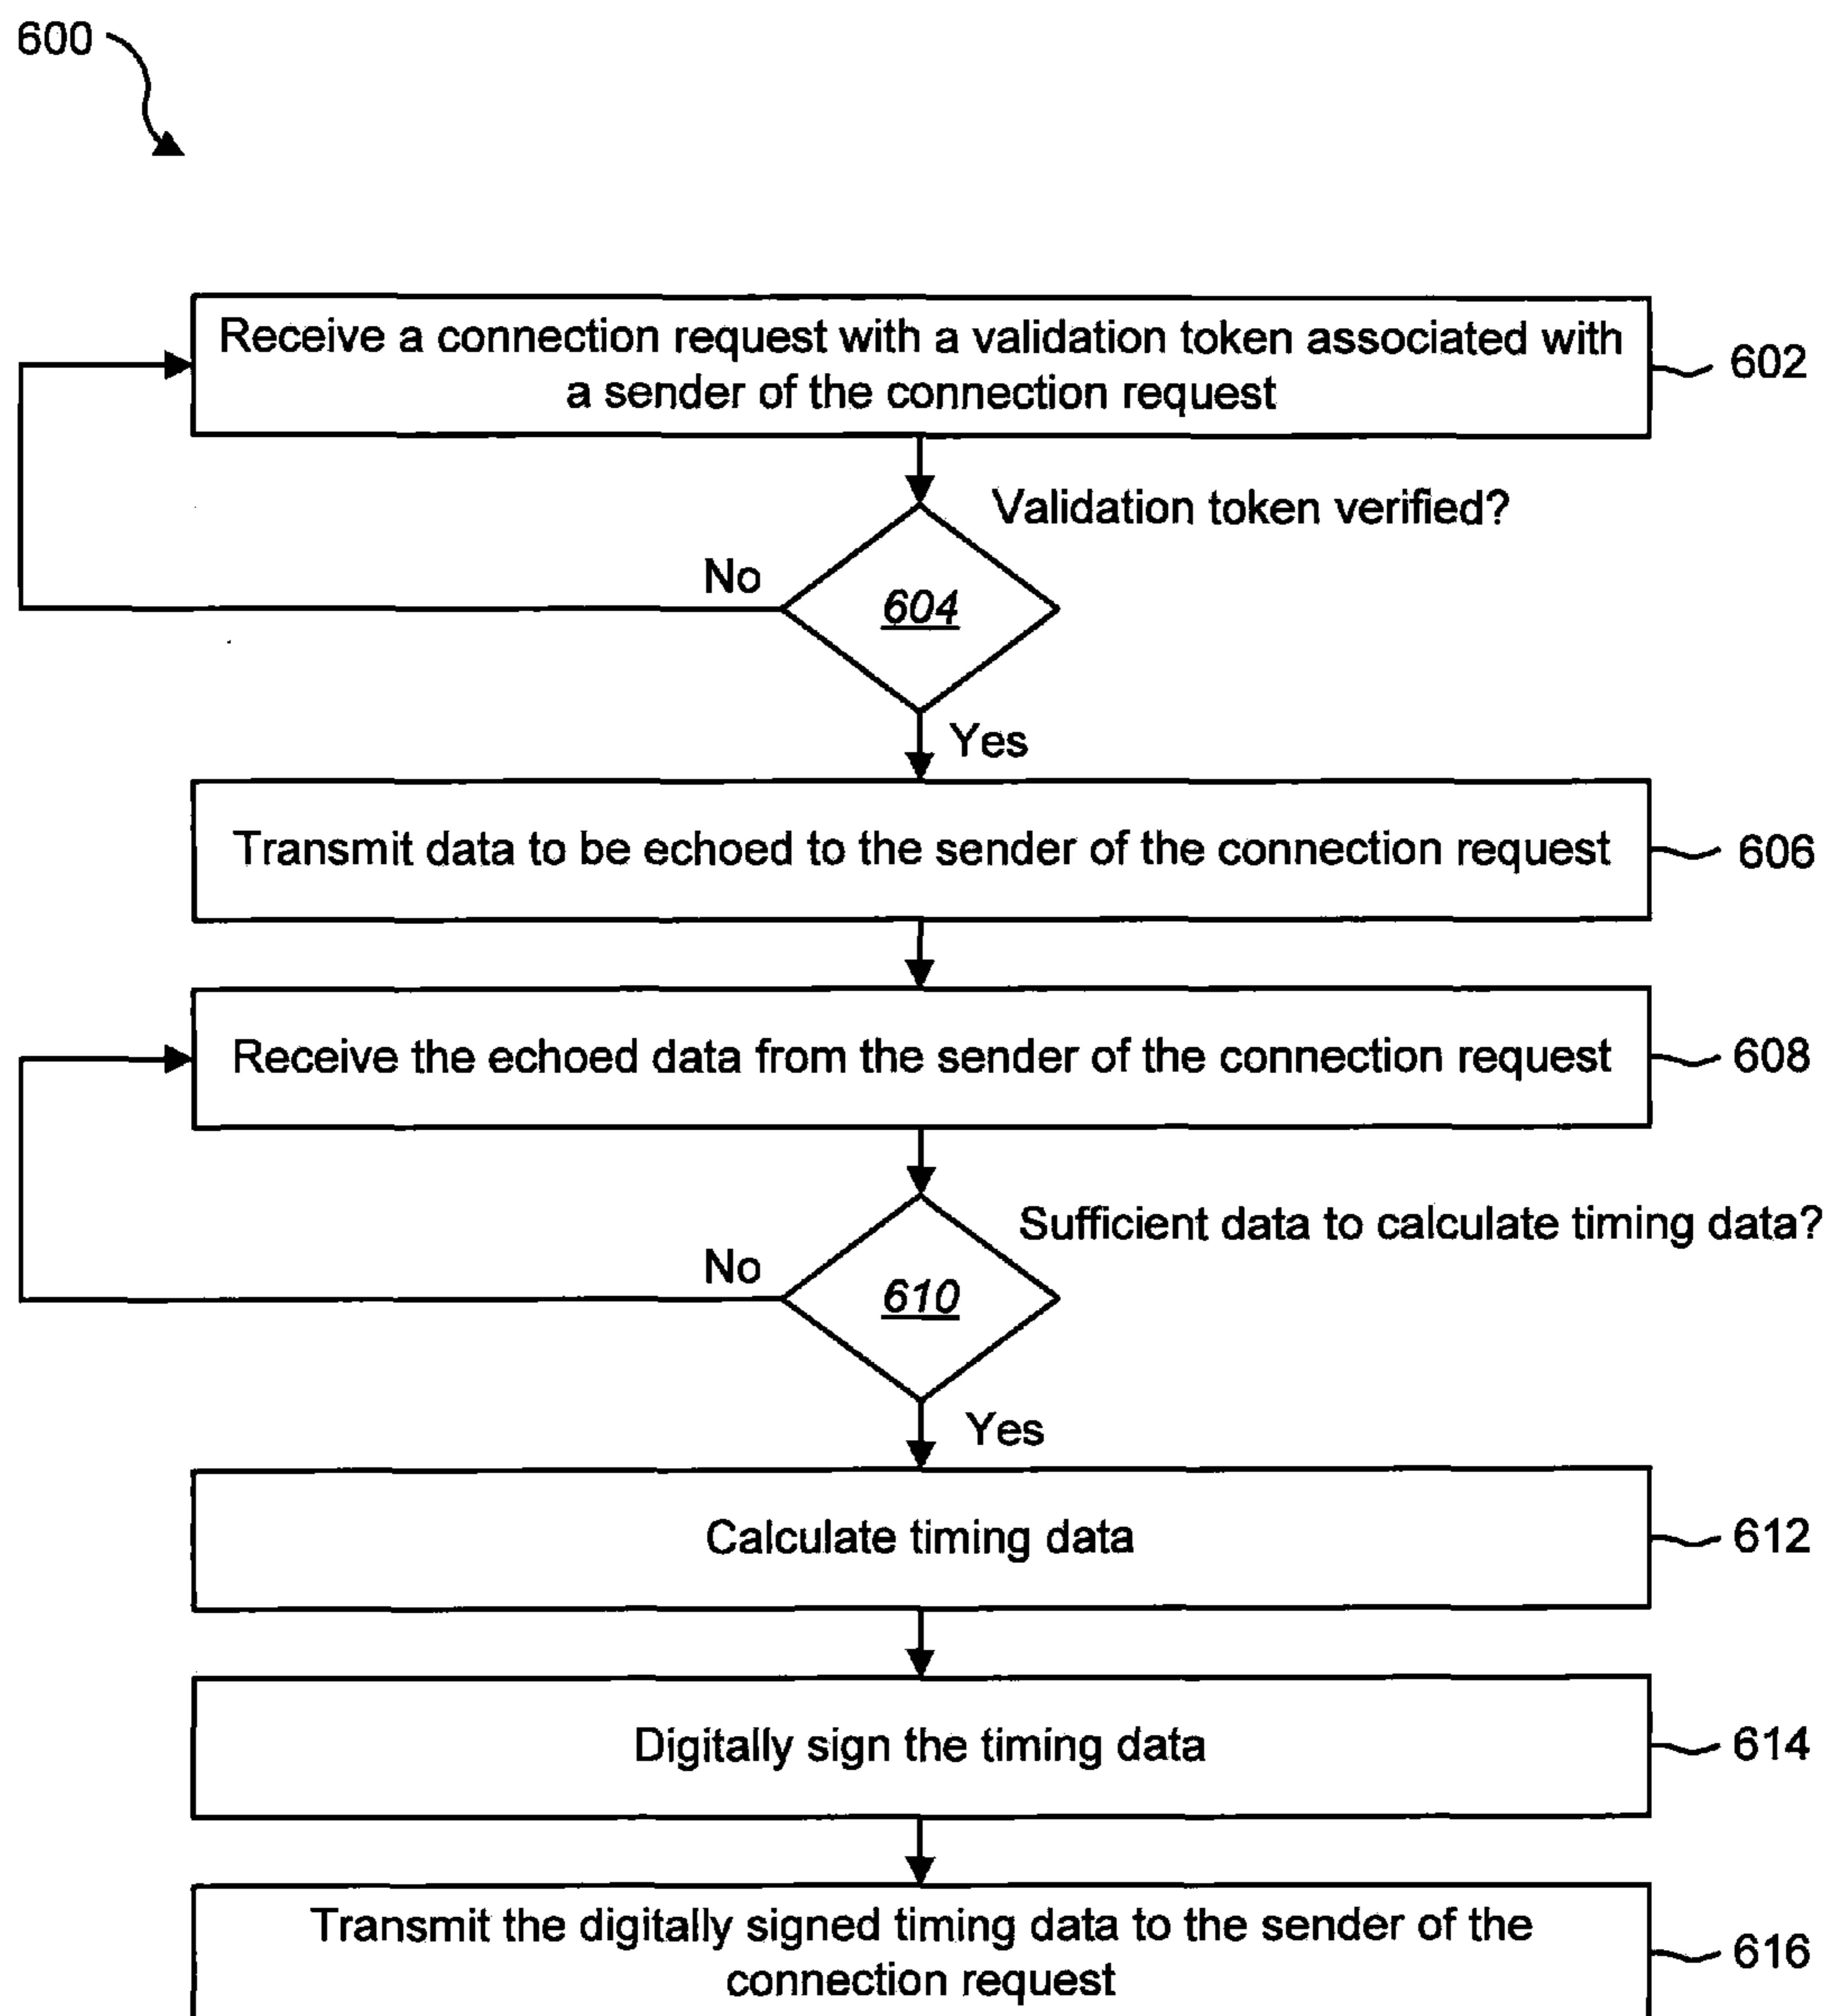 600
Receive a connection request with a validation token associated with
a sender of the connection request
602
Validation token verified?
No
604
Yes
Transmit data to be echoed to the sender of the connection request
606
Receive the echoed data from the sender of the connection request
608
Sufficient data to calculate timing data?
No
610
Yes
Calculate timing data
612
Digitally sign the timing data
614
Transmit the digitally signed timing data to the sender of the
connection request
616